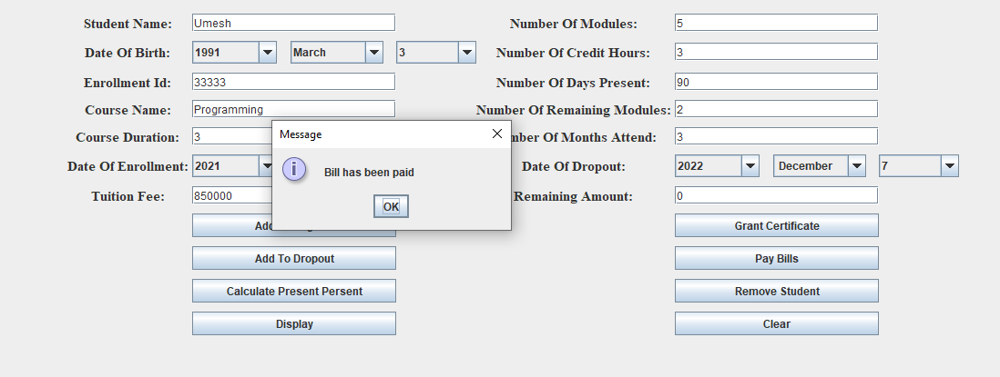 Student Name: Umesh Number Of Modules: 5
Date Of Birth: 1991 March 3 Number Of Credit Hours: 3
Enrollment Id: 33333 Number Of Days Present: 90
Course Name: Programming Number Of Remaining Modules: 2
Message
Course Duration: 3 mber Of Months Attend: 3
Date Of Enrollment: 2021 Bill has been paid Date Of Dropout: 2022 December 7
Tuition Fee: 850000 Remaining Amount: 0
OK
Grant Certificate
Add To Dropout Pay Bills
Calculate Present Persent Remove Student
Display Clear